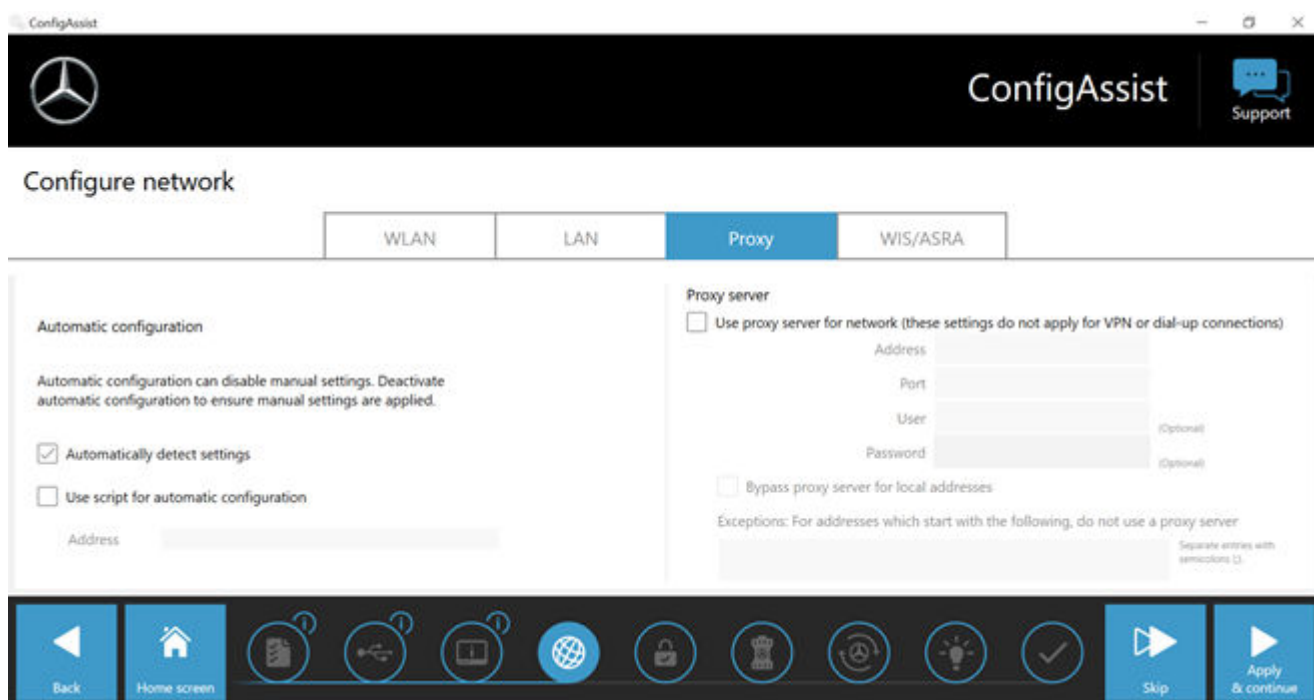 ConfigAssist
ConfigAssist
Support
Configure network
WLAN
LAN
Proxy
WIS/ASRA
Automatic configuration
Automatic configuration can disable manual settings. Deactivate
automatic configuration to ensure manual settings are applied.
Automatically detect settings
Use script for automatic configuration
Address
Proxy server
Use proxy server for network (these settings do not apply for VPN or dial-up connections)
Address
Port
User
(Optional)
Password
(Optional)
Bypass proxy server for local addresses
Exceptions: For addresses which start with the following, do not use a proxy server
Separate entries with
semicolons (;).
Back
Home screen
Skip
Apply
& continue